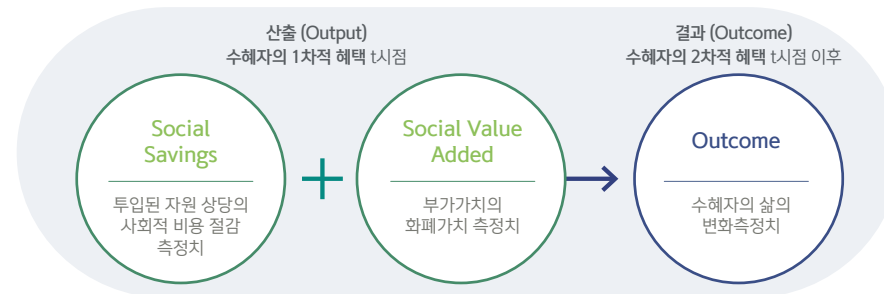 산출 (Output)
수혜자의 1차적 혜택 t시점
결과 (Outcome)
수혜자의 2차적 혜택 t시점 이후
Social
Savings
투입된 자원 상당의
사회적 비용 절감
측정치
Social Value
Added
부가가치의
화폐가치 측정치
Outcome
수혜자의 삶의
변화측정치